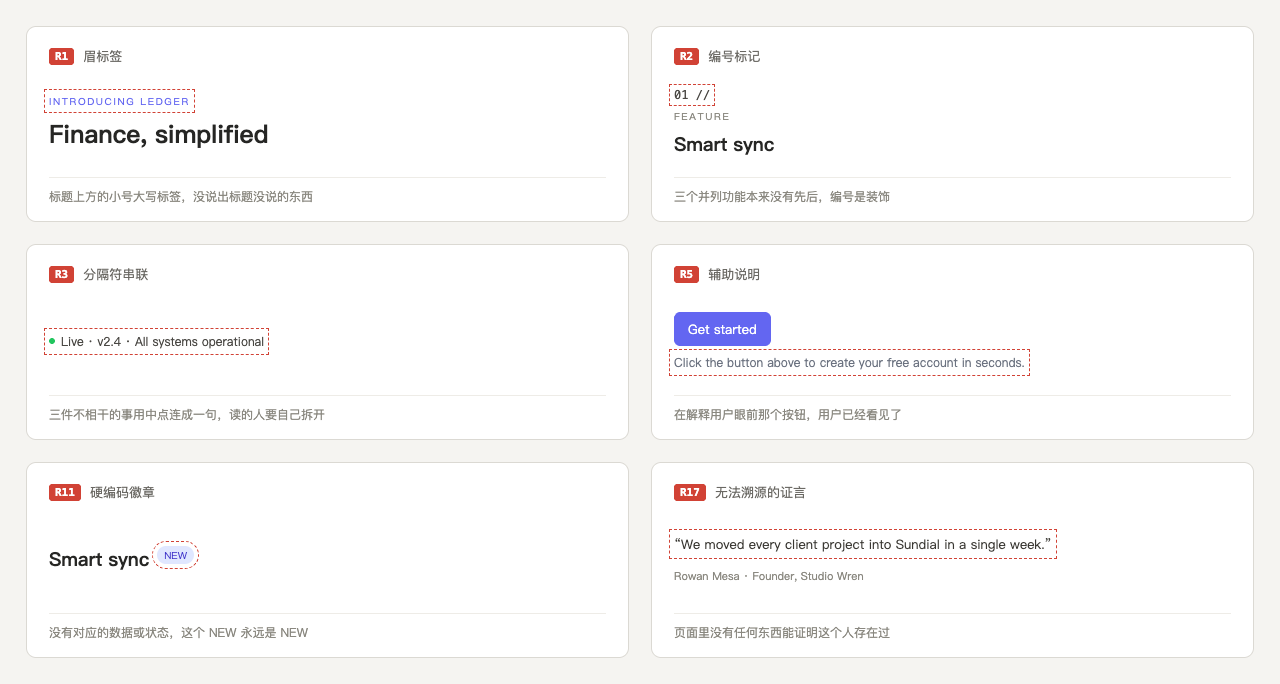 R1 眉标签
INTRODUCING LEDGER
Finance, simplified
标题上方的小号大写标签，没说出标题没说的东西
R2 编号标记
01 //
FEATURE
Smart sync
三个并列功能本来没有先后，编号是装饰
R3 分隔符串联
Live · v2.4 · All systems operational
三件不相干的事用中点连成一句，读的人要自己拆开
R5 辅助说明
Get started
Click the button above to create your free account in seconds.
在解释用户眼前那个按钮，用户已经看见了
R11 硬编码徽章
Smart sync NEW
没有对应的数据或状态，这个 NEW 永远是 NEW
R17 无法溯源的证言
“We moved every client project into Sundial in a single week.”
Rowan Mesa · Founder, Studio Wren
页面里没有任何东西能证明这个人存在过